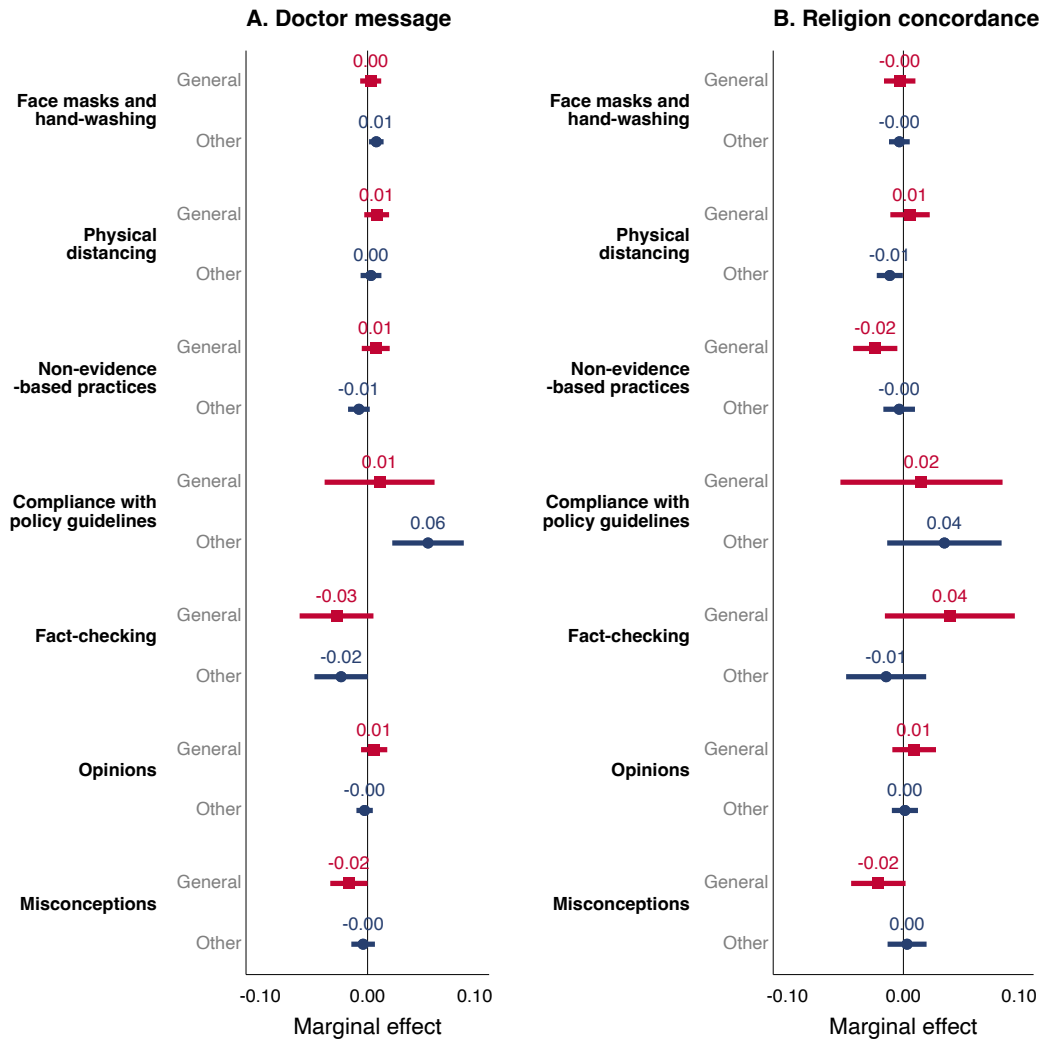 A. Doctor message
Face masks and
hand-washing
General
0.00
Other
0.01
Physical
distancing
General
0.01
Other
0.00
Non-evidence
-based practices
General
0.01
Other
-0.01
Compliance with
policy guidelines
General
0.01
Other
0.06
Fact-checking
General
-0.03
Other
-0.02
Opinions
General
0.01
Other
-0.00
Misconceptions
General
-0.02
Other
-0.00
-0.10 0.00 0.10
Marginal effect
B. Religion concordance
Face masks and
hand-washing
General
-0.00
Other
-0.00
Physical
distancing
General
0.01
Other
-0.01
Non-evidence
-based practices
General
-0.02
Other
-0.00
Compliance with
policy guidelines
General
0.02
Other
0.04
Fact-checking
General
0.04
Other
-0.01
Opinions
General
0.01
Other
0.00
Misconceptions
General
-0.02
Other
0.00
-0.10 0.00 0.10
Marginal effect